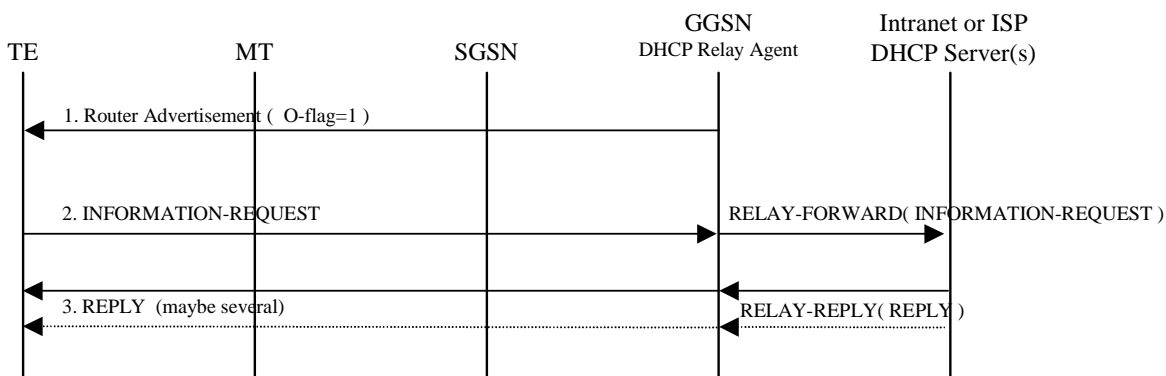 GGSN
Intranet or ISP
TE
MT
SGSN
DHCP Relay Agent
DHCP Server(s)
1. Router Advertisement ( O-flag=1 )
2. INFORMATION-REQUEST
RELAY-FORWARD( INFORMATION-REQUEST )
3. REPLY (maybe several)
RELAY-REPLY( REPLY )